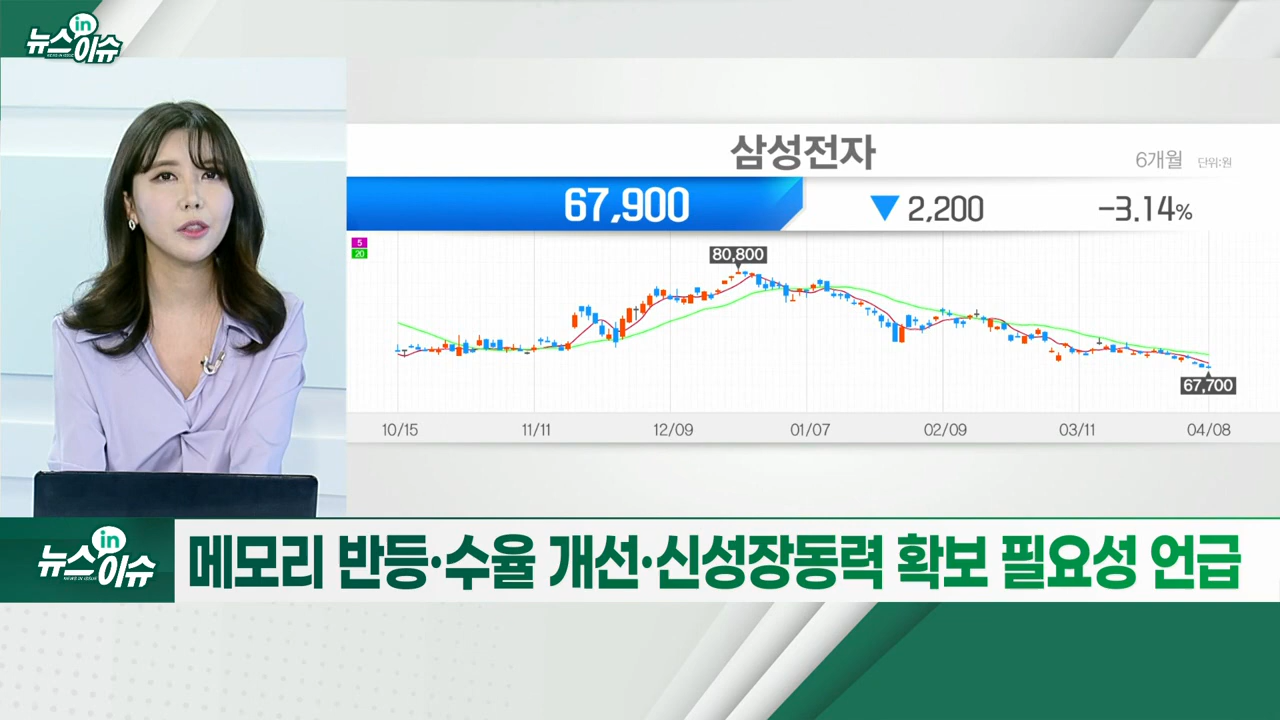 뉴스in이슈
삼성전자
6개월 단위:원
67,900 ▼ 2,200 -3.14%
5
20
80,800
67,700
10/15 11/11 12/09 01/07 02/09 03/11 04/08
뉴스in이슈
NEWS IN ISSUE
메모리 반등·수율 개선·신성장동력 확보 필요성 언급